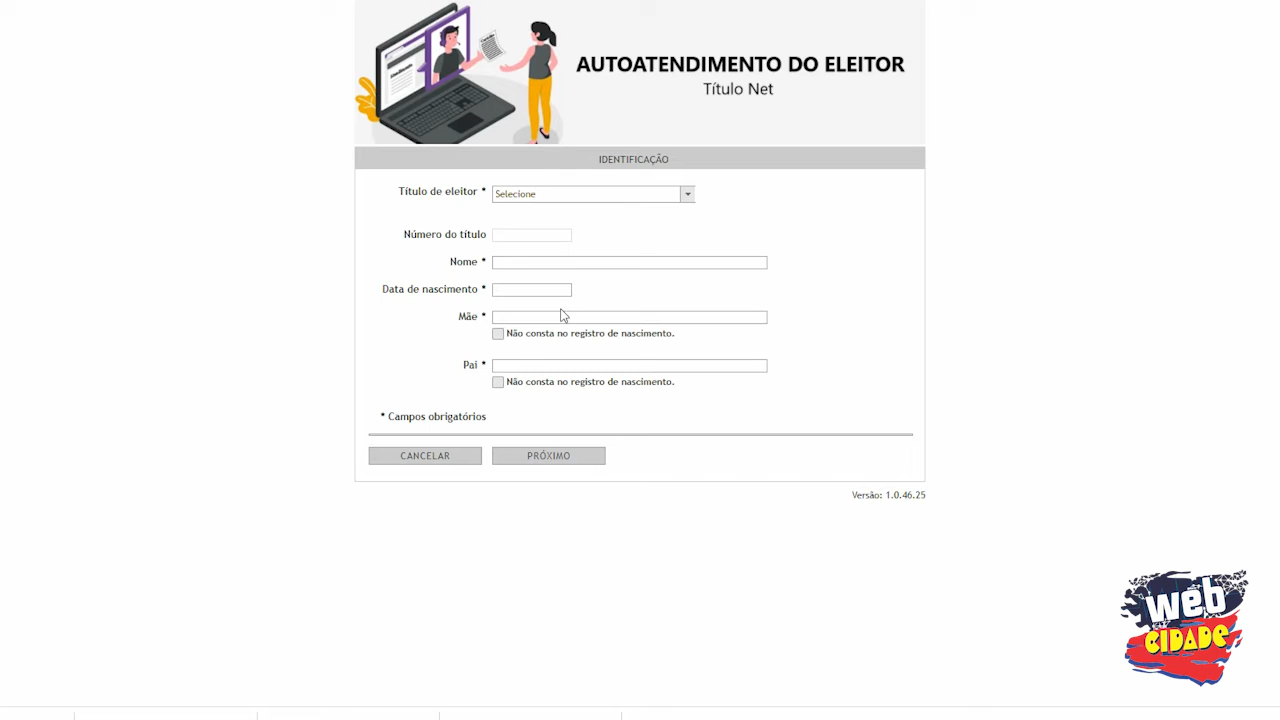 AUTOATENDIMENTO DO ELEITOR
Título Net
IDENTIFICAÇÃO
Título de eleitor * Selecione
Número do título
Nome *
Data de nascimento *
Mãe *
Não consta no registro de nascimento.
Pai *
Não consta no registro de nascimento.
* Campos obrigatórios
CANCELAR PRÓXIMO
Versão: 1.0.46.25
web
CIDADE